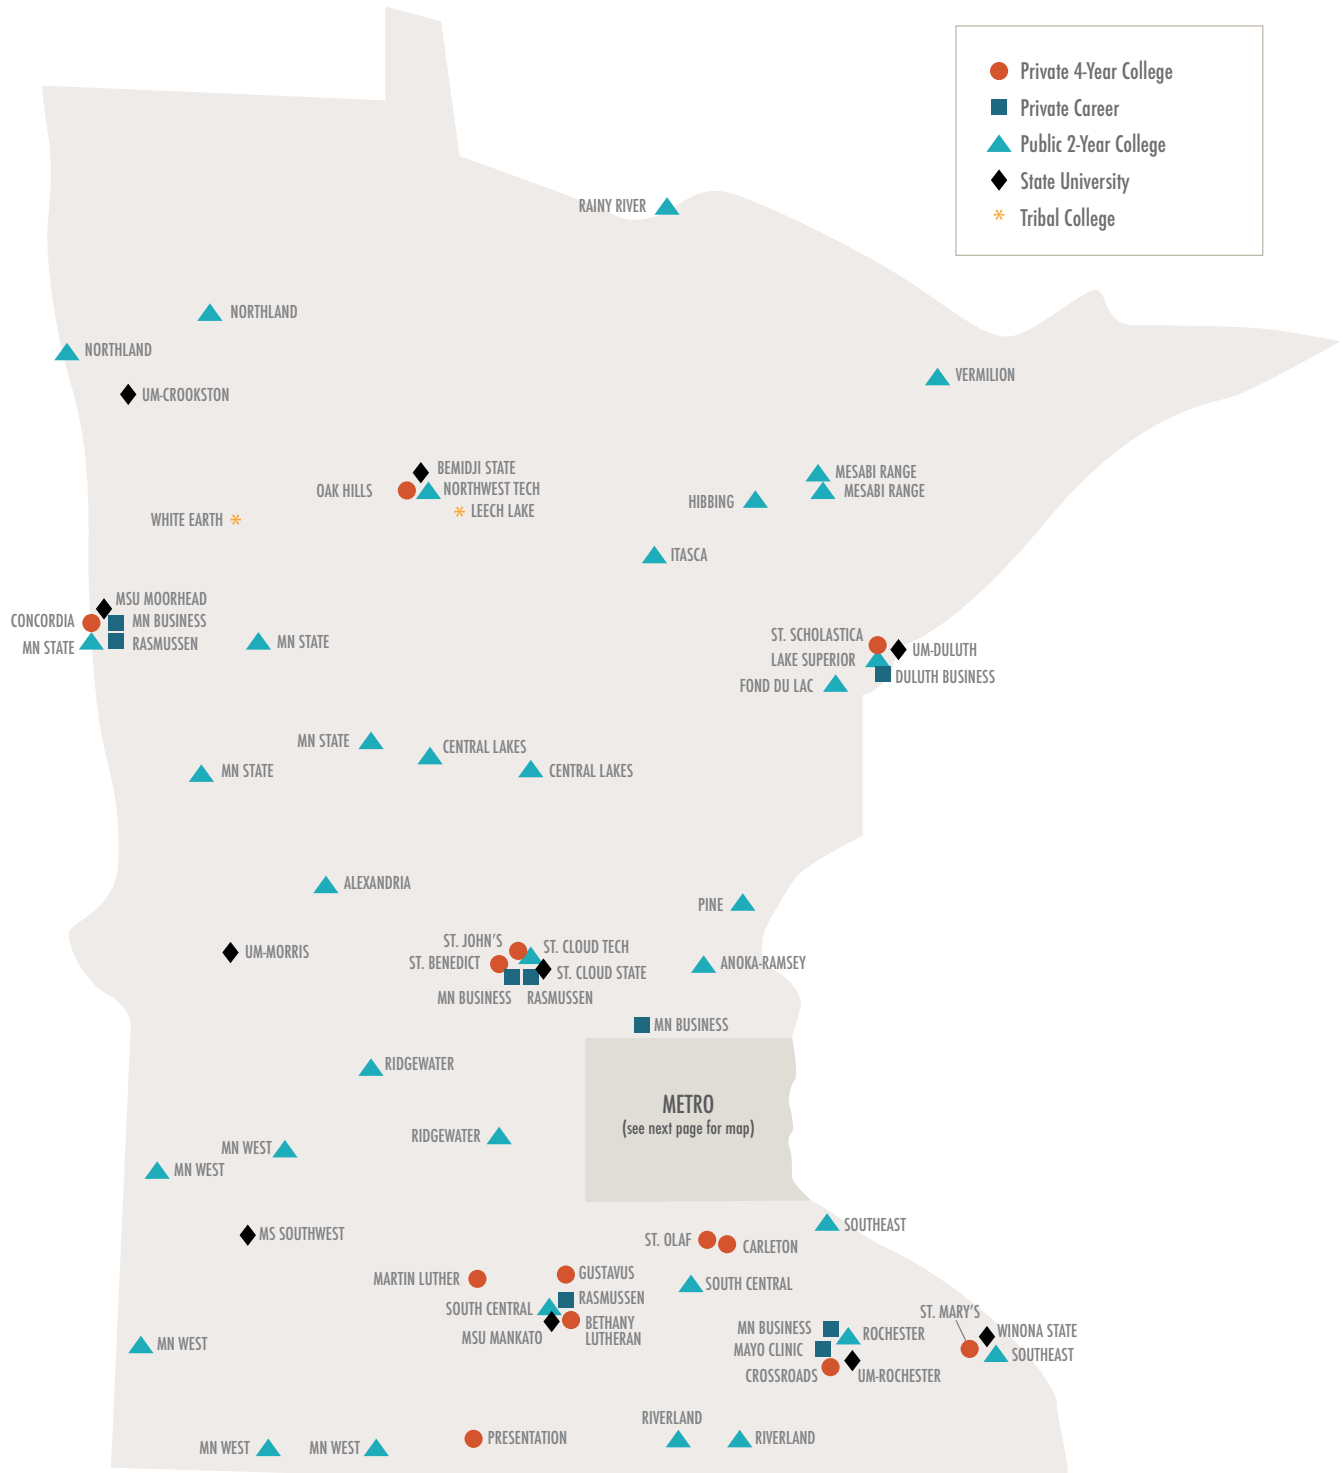 Private 4-Year College
Private Career
Public 2-Year College
State University
Tribal College
RAINY RIVER
NORTHLAND
NORTHLAND
VERMILION
UM-CROOKSTON
BEMIDJI STATE
OAK HILLS
NORTHWEST TECH
LEECH LAKE
WHITE EARTH
MESABI RANGE
MESABI RANGE
HIBBING
ITASCA
MSU MOORHEAD
CONCORDIA
MN BUSINESS
MN STATE
RASMUSSEN
MN STATE
ST. SCHOLASTICA
UM-DULUTH
LAKE SUPERIOR
DULUTH BUSINESS
FOND DU LAC
MN STATE
CENTRAL LAKES
MN STATE
CENTRAL LAKES
ALEXANDRIA
PINE
UM-MORRIS
ST. JOHN'S
ST. CLOUD TECH
ST. BENEDICT
ST. CLOUD STATE
ANOKA-RAMSEY
MN BUSINESS
RASMUSSEN
MN BUSINESS
RIDGEWATER
METRO
(see next page for map)
RIDGEWATER
MN WEST
MN WEST
MS SOUTHWEST
SOUTHEAST
ST. OLAF
CARLETON
MARTIN LUTHER
GUSTAVUS
SOUTH CENTRAL
RASMUSSEN
SOUTH CENTRAL
MSU MANKATO
BETHANY
LUTHERAN
ST. MARY'S
MN BUSINESS
ROCHESTER
WINONA STATE
MN WEST
MAYO CLINIC
SOUTHEAST
CROSSROADS
UM-ROCHESTER
RIVERLAND
MN WEST
MN WEST
PRESENTATION
RIVERLAND